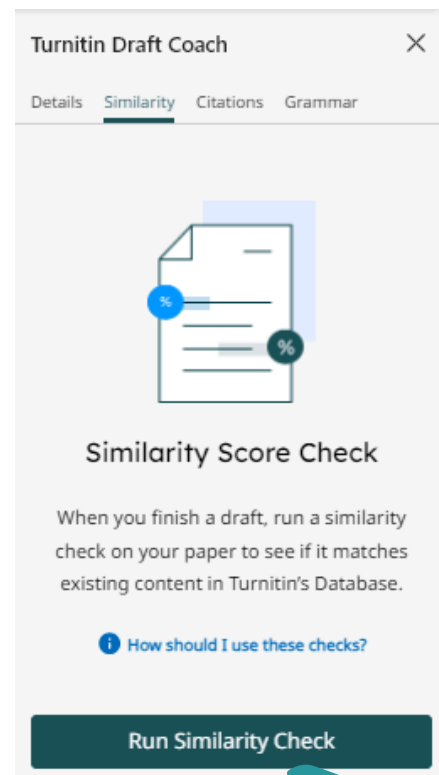 Turnitin Draft Coach
Details Similarity Citations Grammar
%
%
Similarity Score Check
When you finish a draft, run a similarity
check on your paper to see if it matches
existing content in Turnitin's Database.
How should I use these checks?
Run Similarity Check